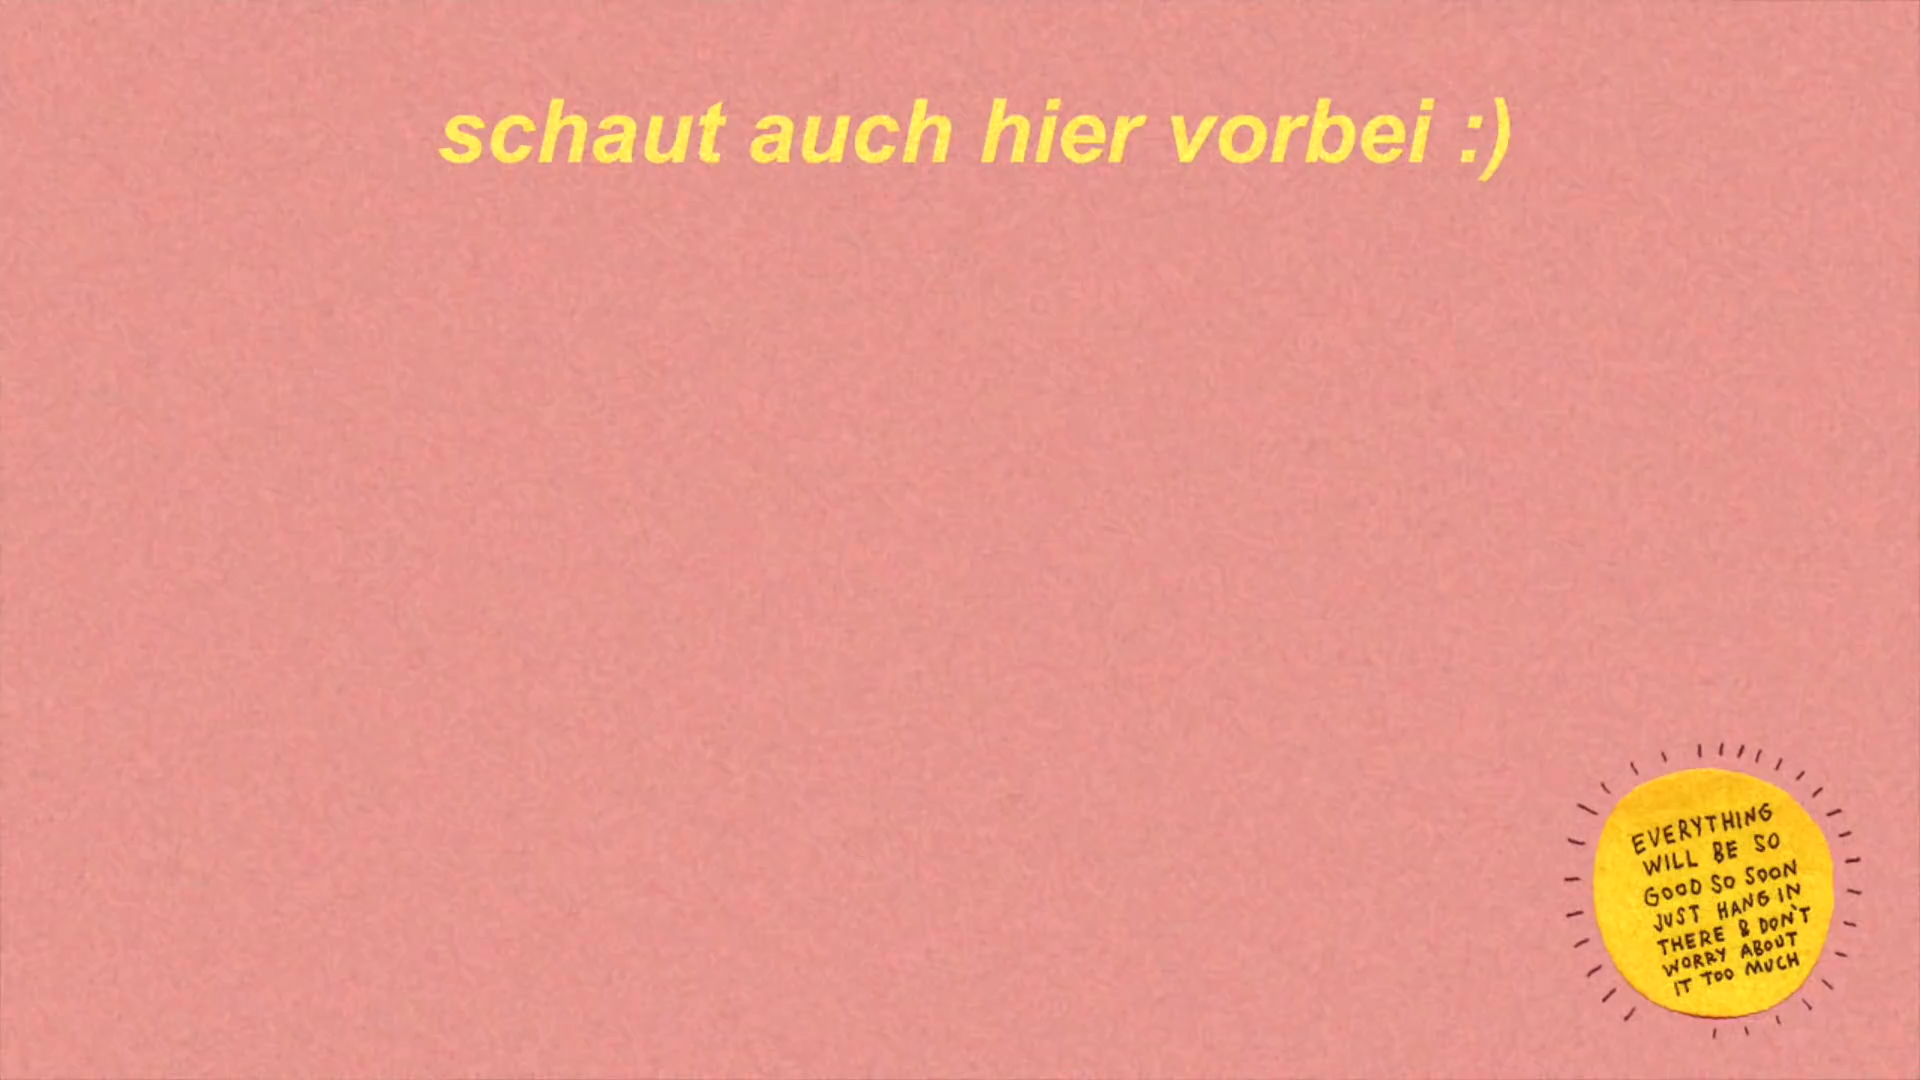 schaut auch hier vorbei :)
EVERYTHING
WILL BE SO
GOOD SO SOON
JUST HANG IN
THERE & DON'T
WORRY ABOUT
IT TOO MUCH